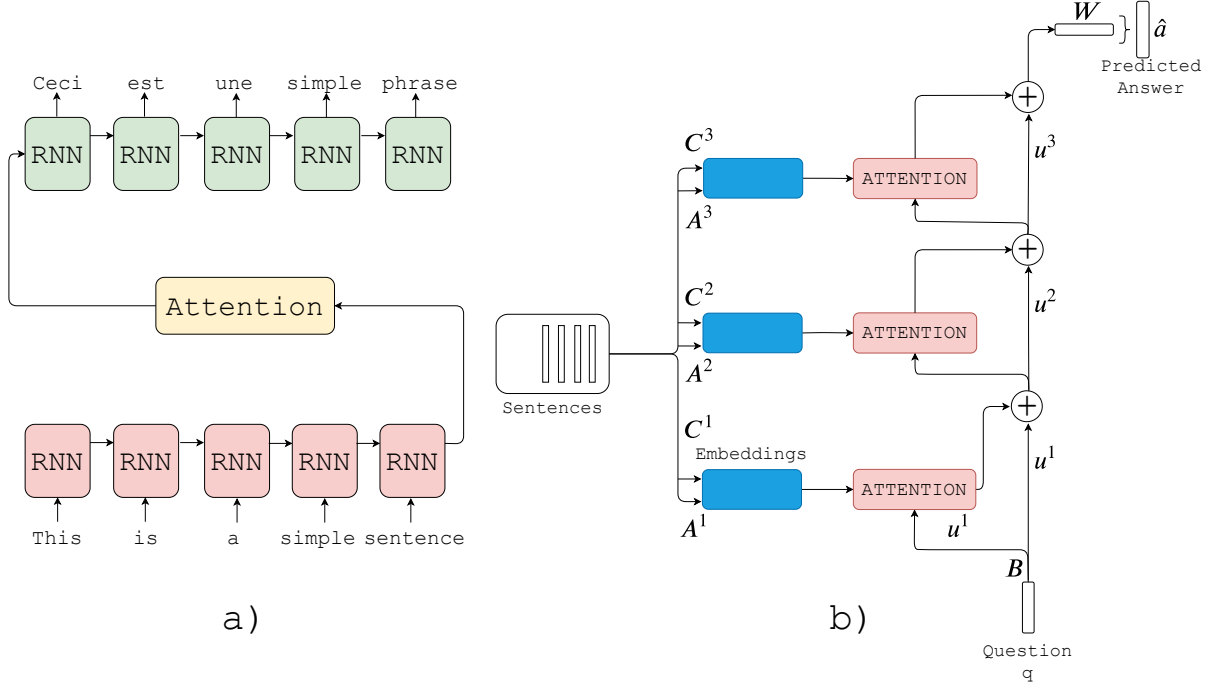 Ceci est une simple phrase
RNN RNN RNN RNN RNN
Attention
RNN RNN RNN RNN RNN
This is a simple sentence
a)
W
â
Predicted
Answer
+
u³
C³
ATTENTION
A³
+
u²
C²
ATTENTION
A²
Sentences
+
C¹
Embeddings
u¹
ATTENTION
A¹
u¹
B
Question
q
b)